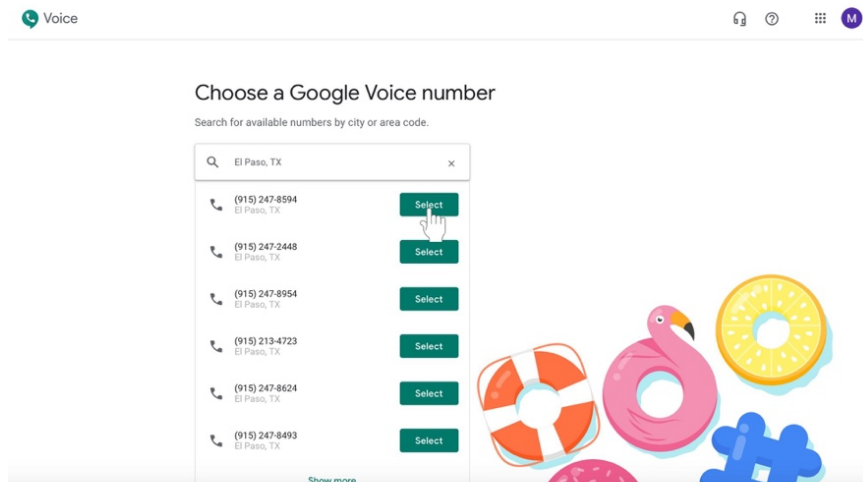 Voice
M
Choose a Google Voice number
Search for available numbers by city or area code.
El Paso, TX
(915) 247-8594
El Paso, TX
Select
(915) 247-2448
El Paso, TX
Select
(915) 247-8954
El Paso, TX
Select
(915) 213-4723
El Paso, TX
Select
(915) 247-8624
El Paso, TX
Select
(915) 247-8493
El Paso, TX
Select
Show more